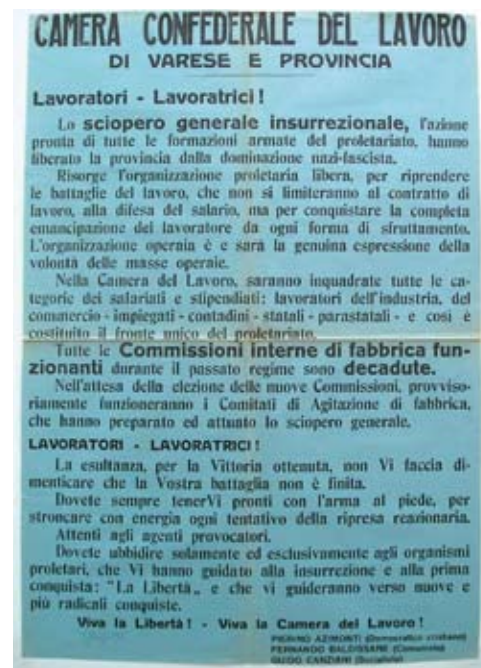 CAMERA CONFEDERALE DEL LAVORO
DI VARESE E PROVINCIA
Lavoratori - Lavoratrici !
Lo sciopero generale insurrezionale, l'azione
pronta di tutte le formazioni armate del proletariato, hanno
liberato la provincia dalla dominazione nazi-fascista.
Risorge l'organizzazione proletaria libera, per riprendere
le battaglie del lavoro, che non si limiteranno al contratto di
lavoro, alla difesa del salario, ma per conquistare la completa
emancipazione del lavoratore da ogni forma di sfruttamento.
L'organizzazione operaia è e sarà la genuina espressione della
volontà delle masse operaie.
Nella Camera del Lavoro, saranno inquadrate tutte le ca-
tegorie dei salariati e stipendiati: lavoratori dell'industria, del
commercio - impiegati - contadini - statali - parastatali - e così è
costituito il fronte unico del proletariato.
Tutte le Commissioni interne di fabbrica fun-
zionanti durante il passato regime sono decadute.
Nell'attesa della elezione delle nuove Commissioni, provviso-
riamente funzioneranno i Comitati di Agitazione di fabbrica,
che hanno preparato ed attuato lo sciopero generale.
LAVORATORI - LAVORATRICI !
La esultanza, per la Vittoria ottenuta, non Vi faccia di-
menticare che la Vostra battaglia non è finita.
Dovete sempre tenerVi pronti con l'arma al piede, per
stroncare con energia ogni tentativo della ripresa reazionaria.
Attenti agli agenti provocatori.
Dovete ubbidire solamente ed esclusivamente agli organismi
proletari, che Vi hanno guidato alla insurrezione e alla prima
conquista: "La Libertà„ e che vi guideranno verso nuove e
più radicali conquiste.
Viva la Libertà ! - Viva la Camera del Lavoro !
PIERINO AZIMONTI (Democratico cristiano)
FERNANDO BALDISSARE (Comunista)
GUIDO CANZIANI (Socialista)